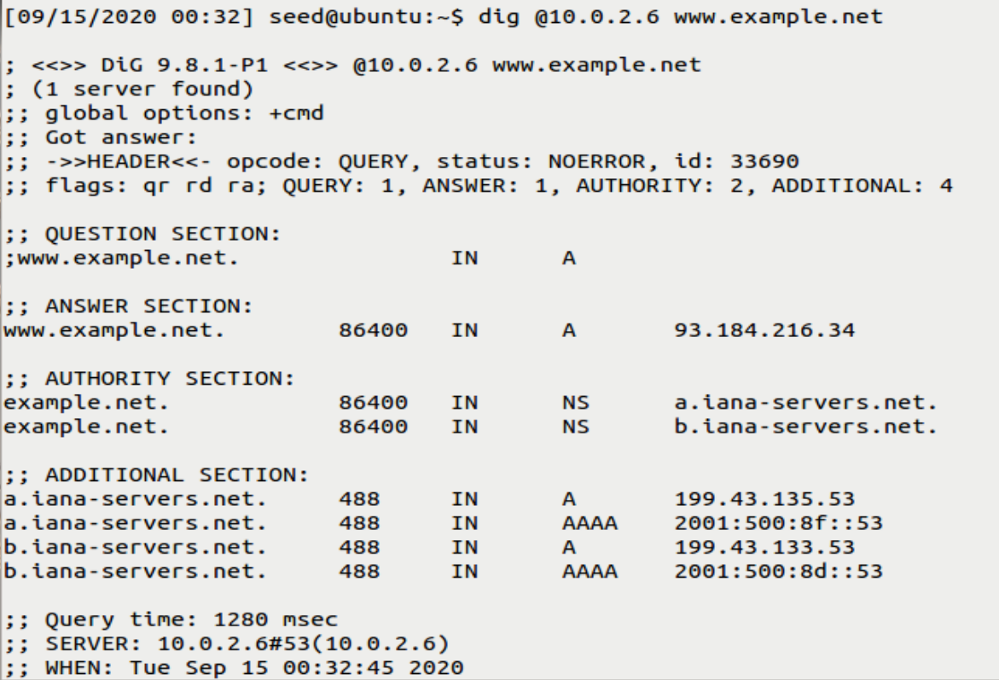 [09/15/2020 00:32] seed@ubuntu:~$ dig @10.0.2.6 www.example.net
; <<>> DiG 9.8.1-P1 <<>> @10.0.2.6 www.example.net
; (1 server found)
;; global options: +cmd
;; Got answer:
;; ->>HEADER<<- opcode: QUERY, status: NOERROR, id: 33690
;; flags: qr rd ra; QUERY: 1, ANSWER: 1, AUTHORITY: 2, ADDITIONAL: 4
;; QUESTION SECTION:
;www.example.net. IN A
;; ANSWER SECTION:
www.example.net. 86400 IN A 93.184.216.34
;; AUTHORITY SECTION:
example.net. 86400 IN NS a.iana-servers.net.
example.net. 86400 IN NS b.iana-servers.net.
;; ADDITIONAL SECTION:
a.iana-servers.net. 488 IN A 199.43.135.53
a.iana-servers.net. 488 IN AAAA 2001:500:8f::53
b.iana-servers.net. 488 IN A 199.43.133.53
b.iana-servers.net. 488 IN AAAA 2001:500:8d::53
;; Query time: 1280 msec
;; SERVER: 10.0.2.6#53(10.0.2.6)
;; WHEN: Tue Sep 15 00:32:45 2020